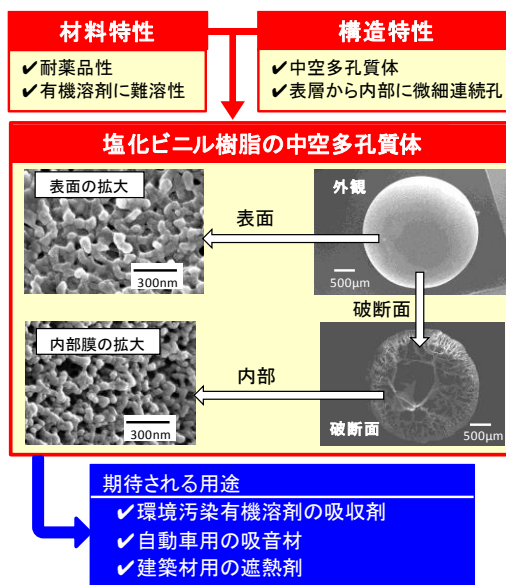 材料特性
✔耐薬品性
✔有機溶剤に難溶性
構造特性
✔中空多孔質体
✔表層から内部に微細連続孔
塩化ビニル樹脂の中空多孔質体
表面の拡大
300nm
表面
外観
500μm
破断面
内部膜の拡大
300nm
内部
破断面
500μm
期待される用途
✔環境汚染有機溶剤の吸収剤
✔自動車用の吸音材
✔建築材用の遮熱剤